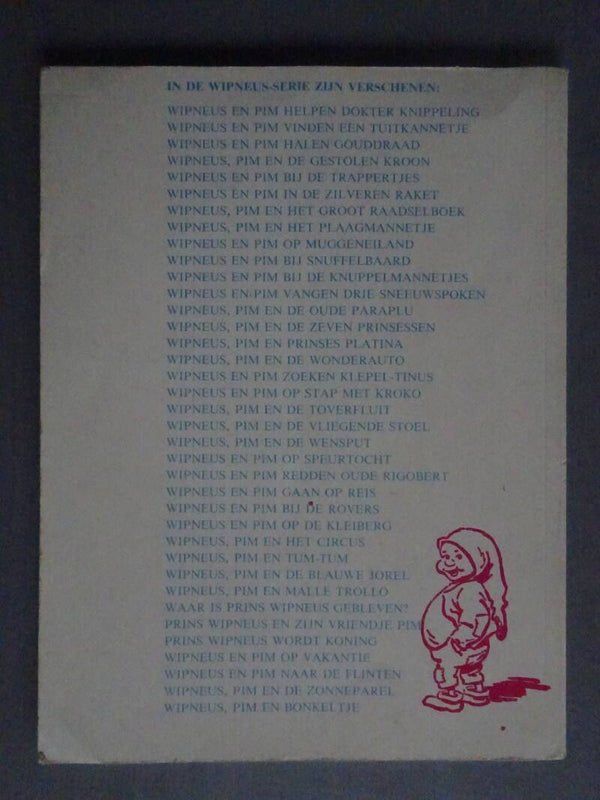 IN DE WIPNEUS-SERIE ZIJN VERSCHENEN:
WIPNEUS EN PIM HELPEN DOKTER KNIPPELING
WIPNEUS EN PIM VINDEN EEN TUITKANNETJE
WIPNEUS EN PIM HALEN GOUDDRAAD
WIPNEUS, PIM EN DE GESTOLEN KROON
WIPNEUS EN PIM BIJ DE TRAPPERTJES
WIPNEUS EN PIM IN DE ZILVEREN RAKET
WIPNEUS, PIM EN HET GROOT RAADSELBOEK
WIPNEUS, PIM EN HET PLAAGMANNETJE
WIPNEUS EN PIM OP MUGGENEILAND
WIPNEUS EN PIM BIJ SNUFFELBAARD
WIPNEUS EN PIM BIJ DE KNUPPELMANNETJES
WIPNEUS EN PIM VANGEN DRIE SNEEUWSPOKEN
WIPNEUS, PIM EN DE OUDE PARAPLU
WIPNEUS, PIM EN DE ZEVEN PRINSESSEN
WIPNEUS, PIM EN PRINSES PLATINA
WIPNEUS, PIM EN DE WONDERAUTO
WIPNEUS EN PIM ZOEKEN KLEPEL-TINUS
WIPNEUS EN PIM OP STAP MET KROKO
WIPNEUS, PIM EN DE TOVERFLUIT
WIPNEUS, PIM EN DE VLIEGENDE STOEL
WIPNEUS, PIM EN DE WENSPUT
WIPNEUS EN PIM OP SPEURTOCHT
WIPNEUS EN PIM REDDEN OUDE RIGOBERT
WIPNEUS EN PIM GAAN OP REIS
WIPNEUS EN PIM BIJ DE ROVERS
WIPNEUS EN PIM OP DE KLEIBERG
WIPNEUS, PIM EN HET CIRCUS
WIPNEUS, PIM EN TUM-TUM
WIPNEUS, PIM EN DE BLAUWE JOREL
WIPNEUS, PIM EN MALLE TROLLO
WAAR IS PRINS WIPNEUS GEBLEVEN?
PRINS WIPNEUS EN ZIJN VRIENDJE PIM
PRINS WIPNEUS WORDT KONING
WIPNEUS EN PIM OP VAKANTIE
WIPNEUS EN PIM NAAR DE FLINTEN
WIPNEUS, PIM EN DE ZONNEPAREL
WIPNEUS, PIM EN BONKELTJE